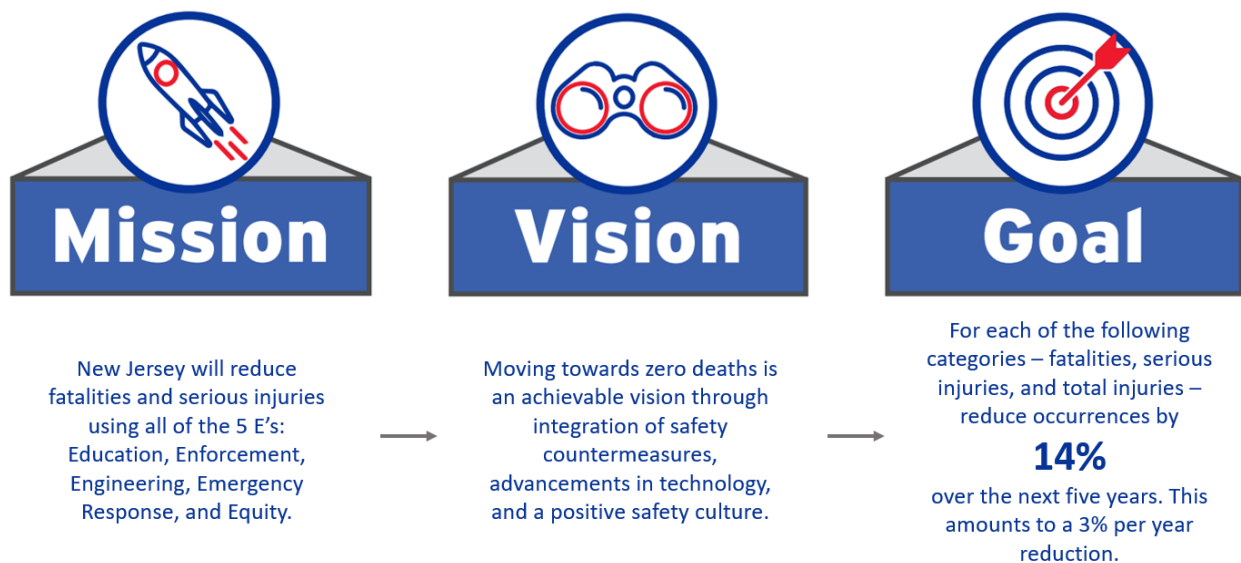 Mission
New Jersey will reduce
fatalities and serious injuries
using all of the 5 E’s:
Education, Enforcement,
Engineering, Emergency
Response, and Equity.
Vision
Moving towards zero deaths is
an achievable vision through
integration of safety
countermeasures,
advancements in technology,
and a positive safety culture.
Goal
For each of the following
categories – fatalities, serious
injuries, and total injuries –
reduce occurrences by
14%
over the next five years. This
amounts to a 3% per year
reduction.